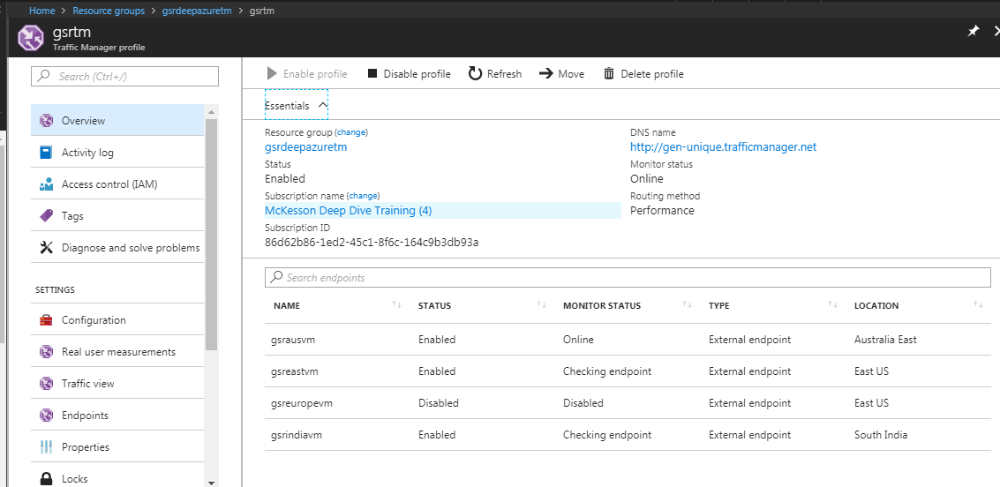 Home > Resource groups > gsrdeepazuretm > gsrtm
gsrtm
Traffic Manager profile
Search (Ctrl+/)
Overview
Activity log
Access control (IAM)
Tags
Diagnose and solve problems
SETTINGS
Configuration
Real user measurements
Traffic view
Endpoints
Properties
Locks
Enable profile Disable profile Refresh Move Delete profile
Essentials
Resource group (change)
gsrdeepazuretm
Status
Enabled
Subscription name (change)
McKesson Deep Dive Training (4)
Subscription ID
86d62b86-1ed2-45c1-8f6c-164c9b3db93a
DNS name
http://gen-unique.trafficmanager.net
Monitor status
Online
Routing method
Performance
Search endpoints
NAME STATUS MONITOR STATUS TYPE LOCATION
gsrausvm Enabled Online External endpoint Australia East
gsreastvm Enabled Checking endpoint External endpoint East US
gsreuropevm Disabled Disabled External endpoint East US
gsrindiavm Enabled Checking endpoint External endpoint South India